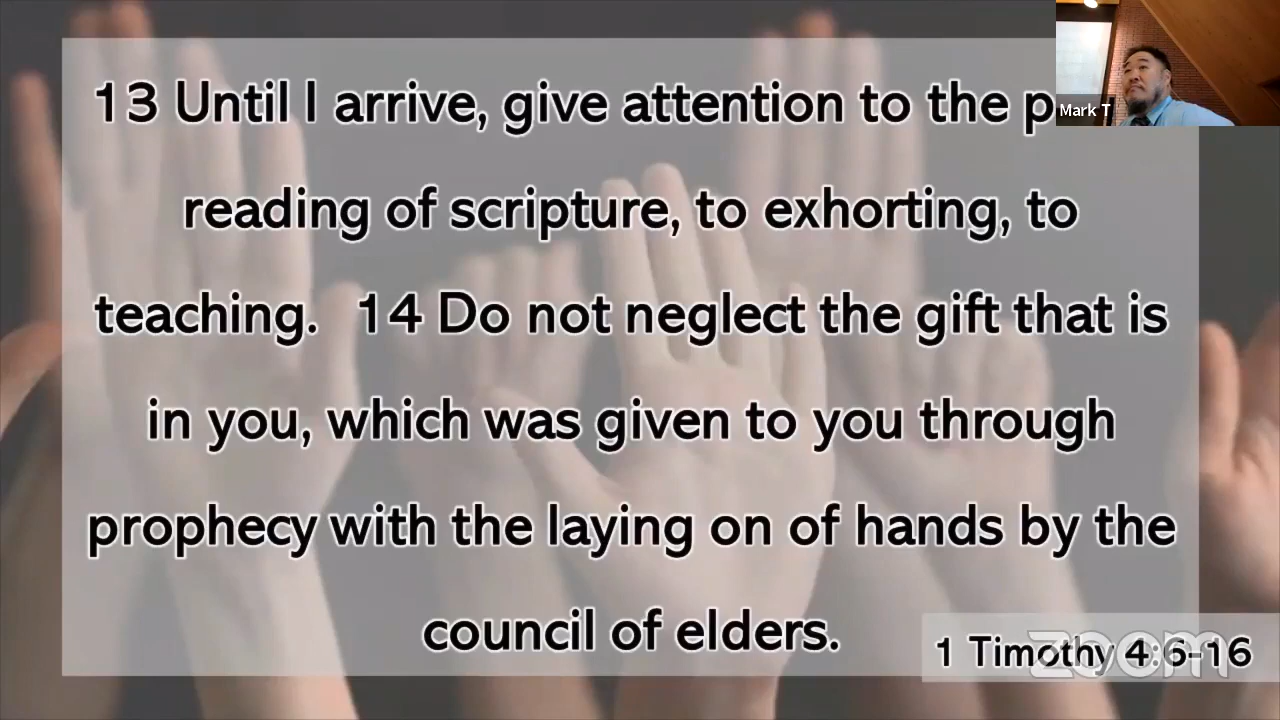 13 Until I arrive, give attention to the
reading of scripture, to exhorting, to
teaching. 14 Do not neglect the gift that is
in you, which was given to you through
prophecy with the laying on of hands by the
council of elders.
Mark T
1 Timothy 4:6-16
zoom